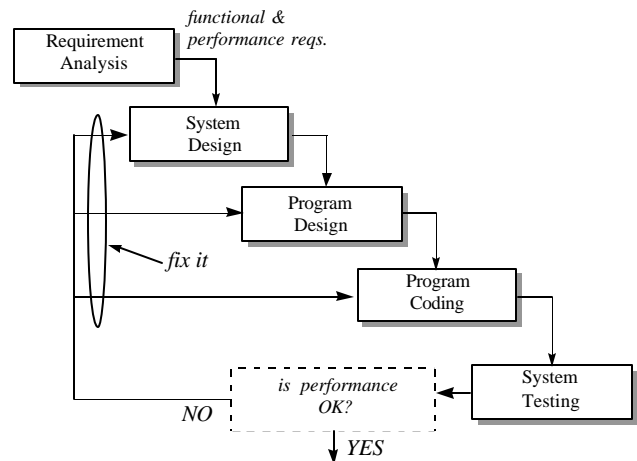 functional &
performance reqs.
Requirement
Analysis
System
Design
Program
Design
fix it
Program
Coding
System
Testing
is performance
OK?
NO
YES